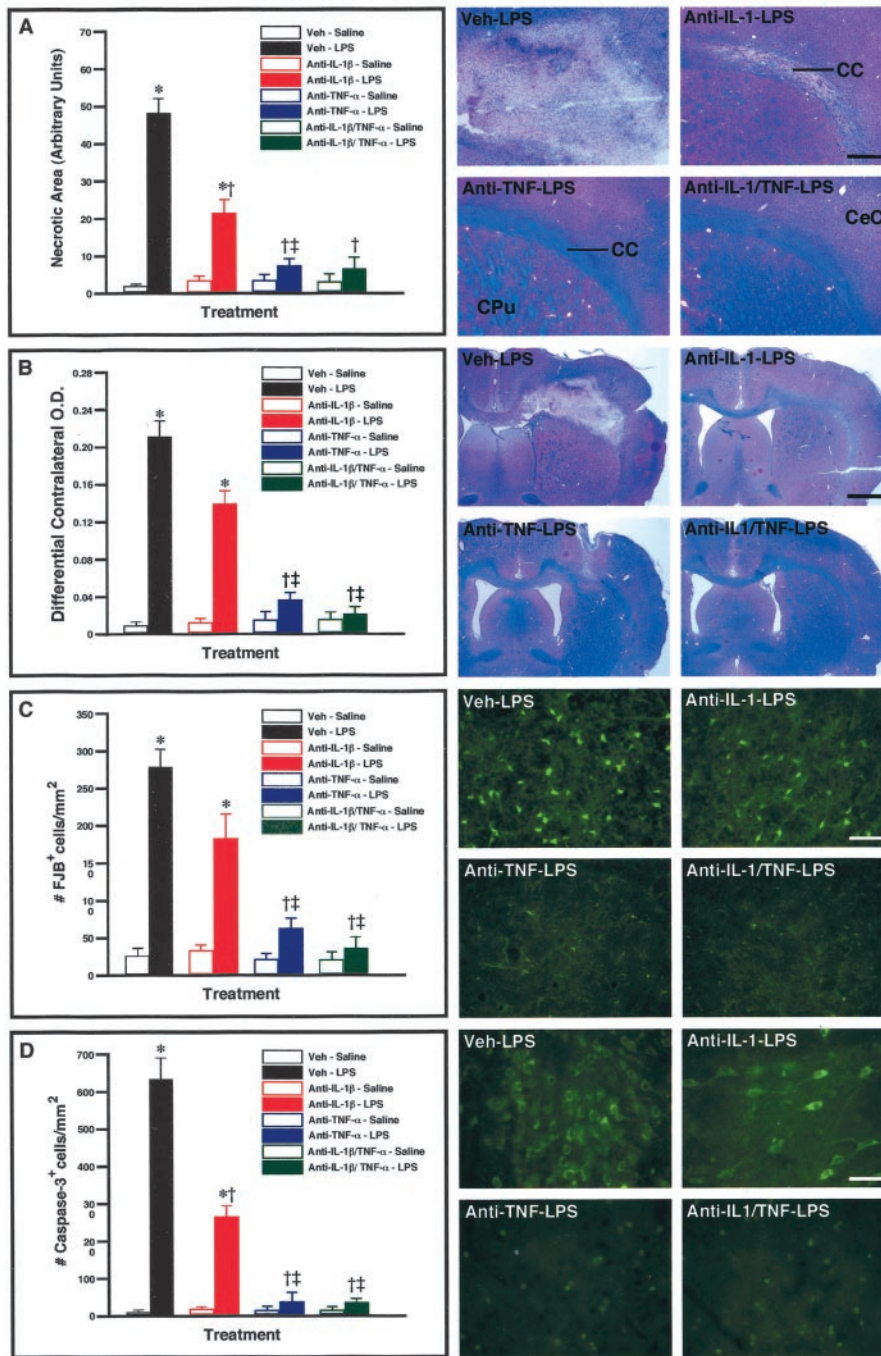 A
Necrotic Area (Arbitrary Units)
70
60
50
40
30
20
10
0
*
*†
†‡
†
Veh - Saline
Veh - LPS
Anti-IL-1β - Saline
Anti-IL-1β - LPS
Anti-TNF-α - Saline
Anti-TNF-α - LPS
Anti-IL-1β/TNF-α - Saline
Anti-IL-1β/ TNF-α - LPS
Treatment
Veh-LPS
Anti-IL-1-LPS
CC
Anti-TNF-LPS
Anti-IL-1/TNF-LPS
CC
CPu
CeC
B
Differential Contralateral O.D.
0.28
0.24
0.20
0.16
0.12
0.08
0.04
0
*
*
†‡
†‡
Veh - Saline
Veh - LPS
Anti-IL-1β - Saline
Anti-IL-1β - LPS
Anti-TNF-α - Saline
Anti-TNF-α - LPS
Anti-IL-1β/TNF-α - Saline
Anti-IL-1β/ TNF-α - LPS
Treatment
Veh-LPS
Anti-IL-1-LPS
Anti-TNF-LPS
Anti-IL1/TNF-LPS
C
# FJB+ cells/mm2
350
300
250
200
15
0
10
0
50
0
*
*
†‡
†‡
Veh - Saline
Veh - LPS
Anti-IL-1β - Saline
Anti-IL-1β - LPS
Anti-TNF-α - Saline
Anti-TNF-α - LPS
Anti-IL-1β/TNF-α - Saline
Anti-IL-1β/ TNF-α - LPS
Treatment
Veh-LPS
Anti-IL-1-LPS
Anti-TNF-LPS
Anti-IL-1/TNF-LPS
D
# Caspase-3+ cells/mm2
700
600
500
400
30
0
20
0
100
0
*
*†
†‡
†‡
Veh - Saline
Veh - LPS
Anti-IL-1β - Saline
Anti-IL-1β - LPS
Anti-TNF-α - Saline
Anti-TNF-α - LPS
Anti-IL-1β/TNF-α - Saline
Anti-IL-1β/ TNF-α - LPS
Treatment
Veh-LPS
Anti-IL-1-LPS
Anti-TNF-LPS
Anti-IL1/TNF-LPS